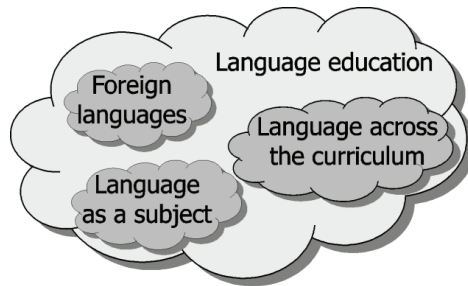 Language education
Foreign
languages
Language across
the curriculum
Language
as a subject